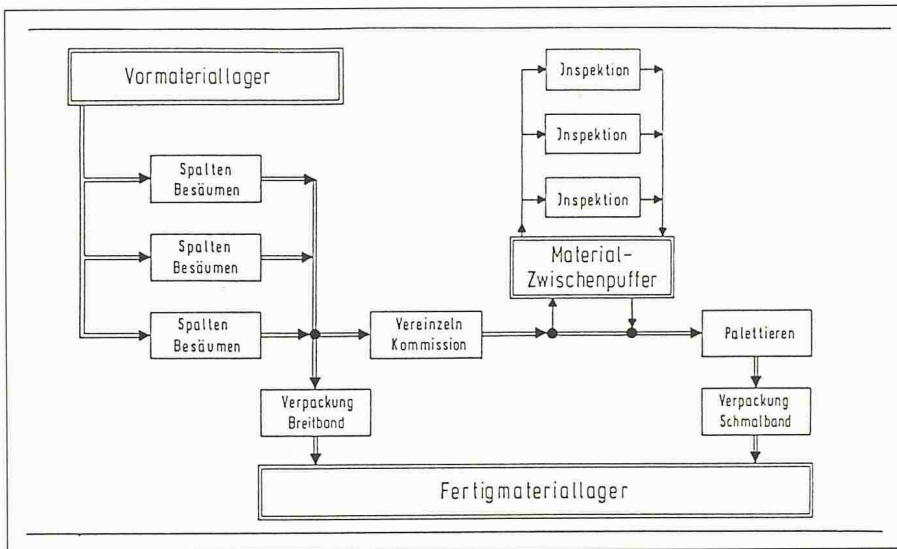 Vormateriallager
Inspektion
Inspektion
Inspektion
Spalten
Besäumen
Spalten
Besäumen
Spalten
Besäumen
Material-
Zwischenpuffer
Vereinzeln
Kommission
Palettieren
Verpackung
Breitband
Verpackung
Schmalband
Fertigmateriallager